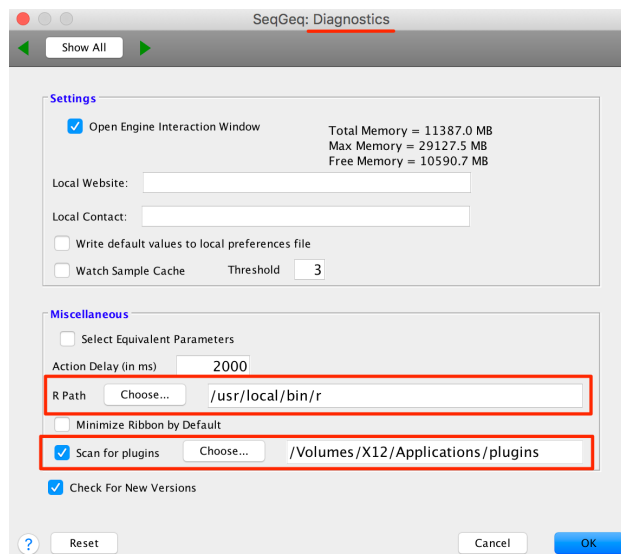 SeqGeq: Diagnostics
Show All
Settings
Open Engine Interaction Window
Total Memory = 11387.0 MB
Max Memory = 29127.5 MB
Free Memory = 10590.7 MB
Local Website:
Local Contact:
Write default values to local preferences file
Watch Sample Cache Threshold 3
Miscellaneous
Select Equivalent Parameters
Action Delay (in ms) 2000
R Path Choose... /usr/local/bin/r
Minimize Ribbon by Default
Scan for plugins Choose... /Volumes/X12/Applications/plugins
Check For New Versions
? Reset Cancel OK